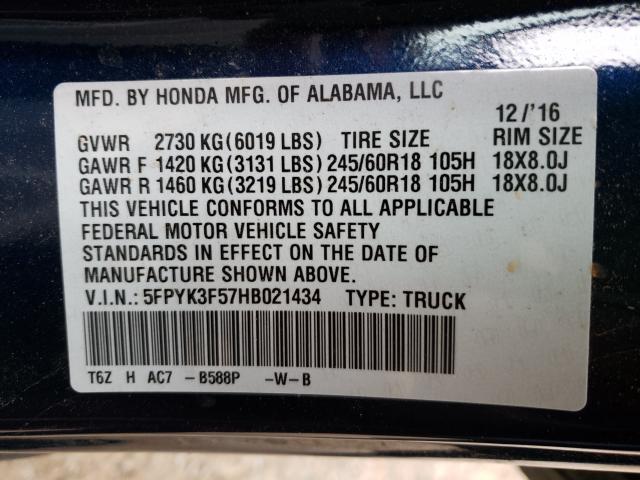 MFD. BY HONDA MFG. OF ALABAMA, LLC
12/'16
GVWR 2730 KG(6019 LBS) TIRE SIZE RIM SIZE
GAWR F 1420 KG(3131 LBS) 245/60R18 105H 18X8.0J
GAWR R 1460 KG(3219 LBS) 245/60R18 105H 18X8.0J
THIS VEHICLE CONFORMS TO ALL APPLICABLE
FEDERAL MOTOR VEHICLE SAFETY
STANDARDS IN EFFECT ON THE DATE OF
MANUFACTURE SHOWN ABOVE.
V.I.N.: 5FPYK3F57HB021434 TYPE: TRUCK
T6Z H AC7 -B588P -W-B